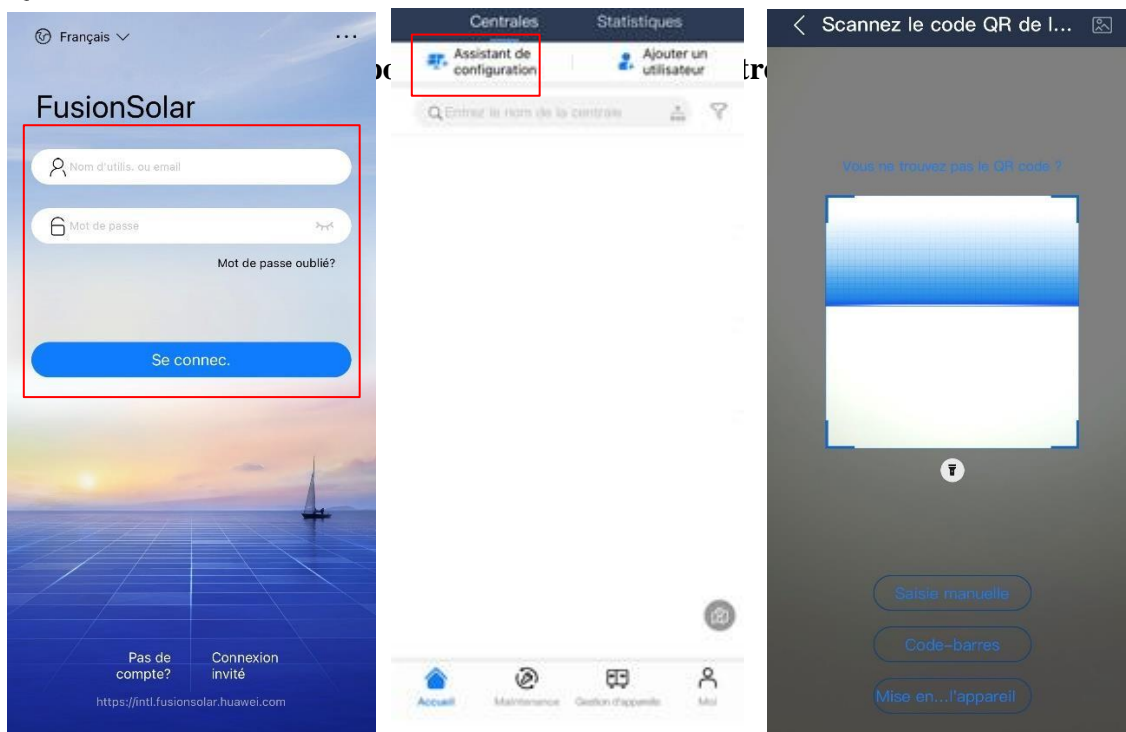 Français
FusionSolar
Nom d'utilis. ou email
Mot de passe
Mot de passe oublié?
Se connec.
Pas de
compte?
Connexion
invité
https://intl.fusionsolar.huawei.com
Centrales
Statistiques
Assistant de
configuration
Ajouter un
utilisateur
Entrez le nom de la centrale
Accueil
Maintenance
Gestion d'appareils
Moi
Scannez le code QR de l...
Vous ne trouvez pas le QR code ?
Saisie manuelle
Code-barres
Mise en...l'appareil